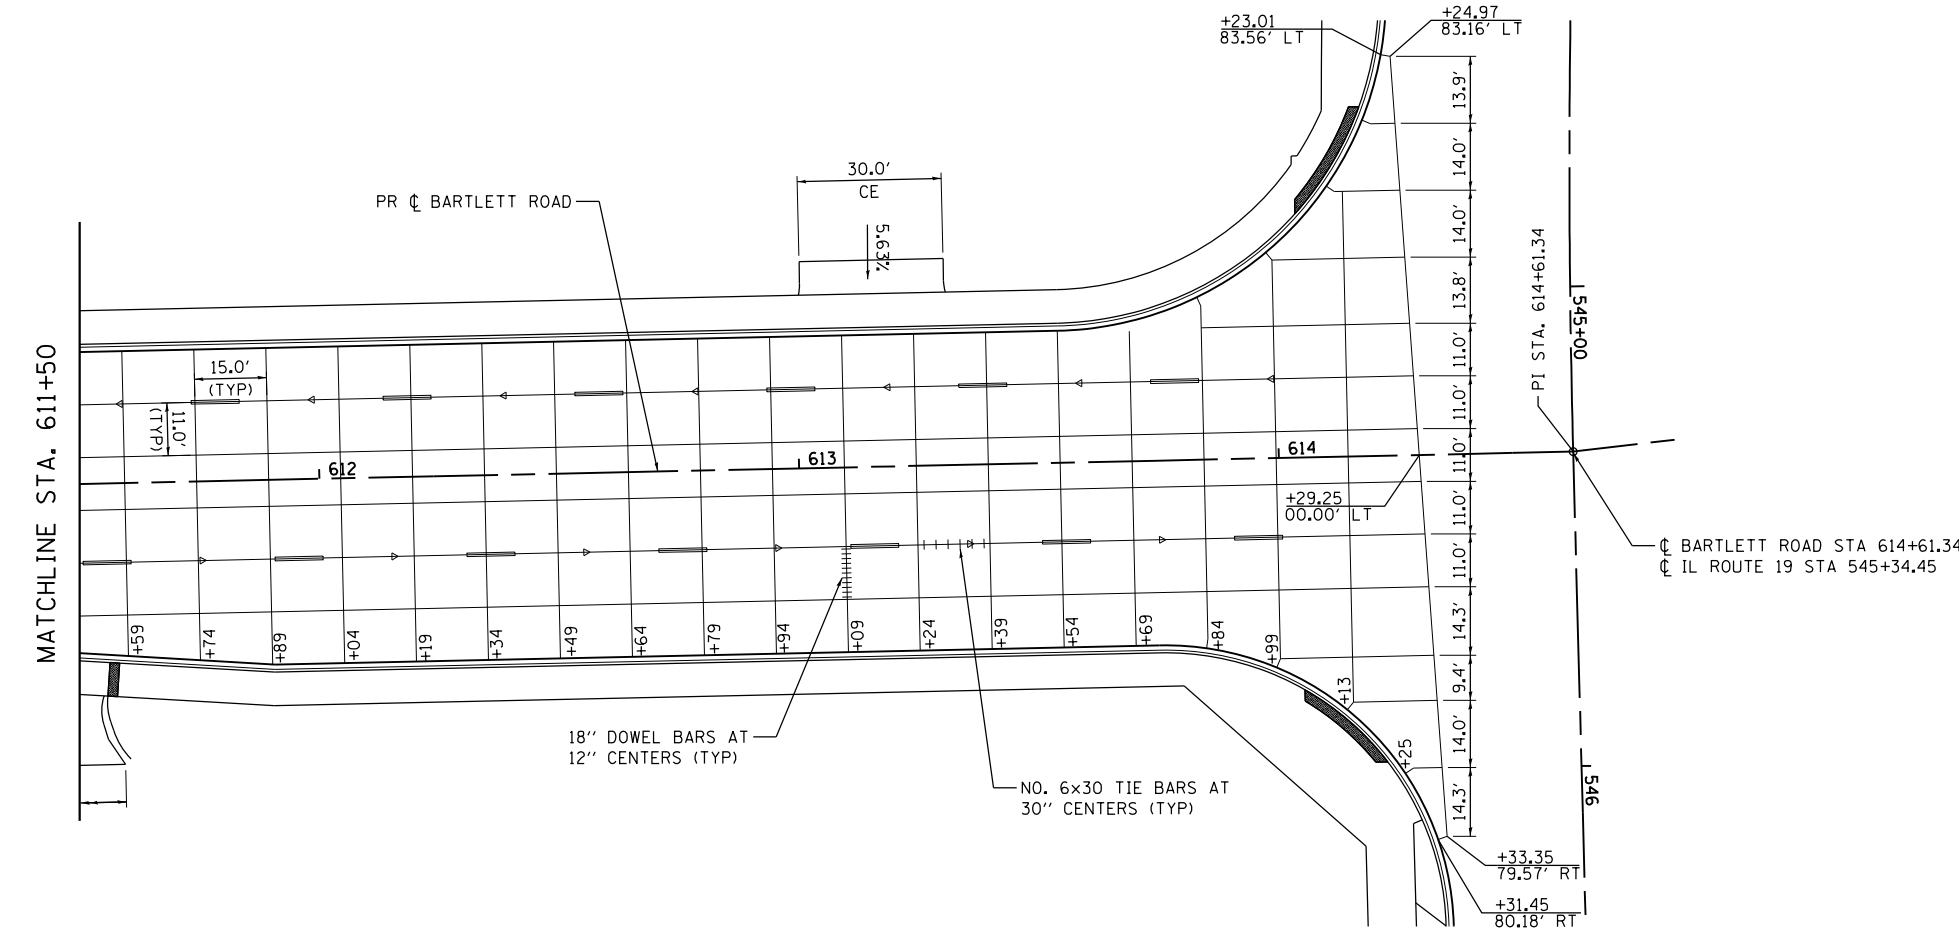 +23.01
83.56' LT
+24.97
83.16' LT
13.9'
14.0'
14.0'
13.8'
11.0'
11.0'
11.0'
11.0'
11.0'
14.3'
9.4'
14.0'
14.3'
30.0'
CE
5.63%
PR ℄ BARTLETT ROAD
PI STA. 614+61.34
545+00
MATCHLINE STA. 611+50
15.0'
(TYP)
11.0'
(TYP)
612
613
614
+29.25
00.00' LT
℄ BARTLETT ROAD STA 614+61.34
℄ IL ROUTE 19 STA 545+34.45
+59
+74
+89
+04
+19
+34
+49
+64
+79
+94
+09
+24
+39
+54
+69
+84
+99
+13
+25
18'' DOWEL BARS AT
12'' CENTERS (TYP)
NO. 6x30 TIE BARS AT
30'' CENTERS (TYP)
546
+33.35
79.57' RT
+31.45
80.18' RT